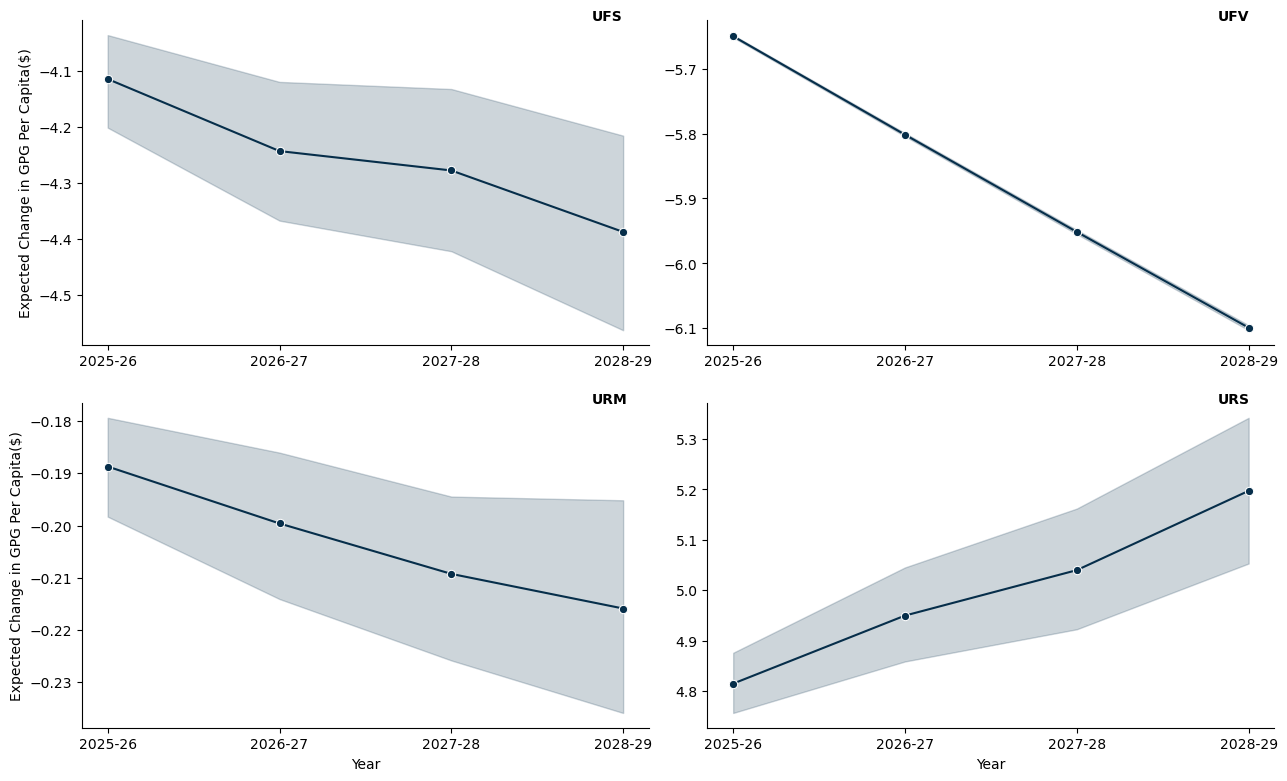 UFS
Expected Change in GPG Per Capita($)
−4.1
−4.2
−4.3
−4.4
−4.5
2025-26 2026-27 2027-28 2028-29
UFV
−5.7
−5.8
−5.9
−6.0
−6.1
2025-26 2026-27 2027-28 2028-29
URM
Expected Change in GPG Per Capita($)
−0.18
−0.19
−0.20
−0.21
−0.22
−0.23
2025-26 2026-27 2027-28 2028-29
Year
URS
5.3
5.2
5.1
5.0
4.9
4.8
2025-26 2026-27 2027-28 2028-29
Year